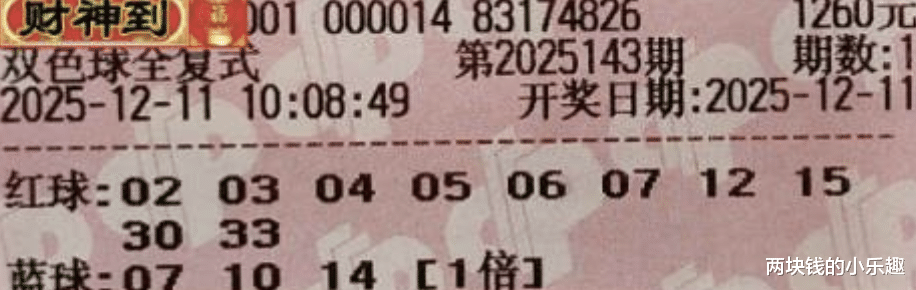 财神到 福 001 000014 83174826 1260元
双色球全复式 第2025143期 期数:1
2025-12-11 10:08:49 开奖日期:2025-12-11
红球:02 03 04 05 06 07 12 15
30 33
蓝球:07 10 14 [1倍]
两块钱的小乐趣